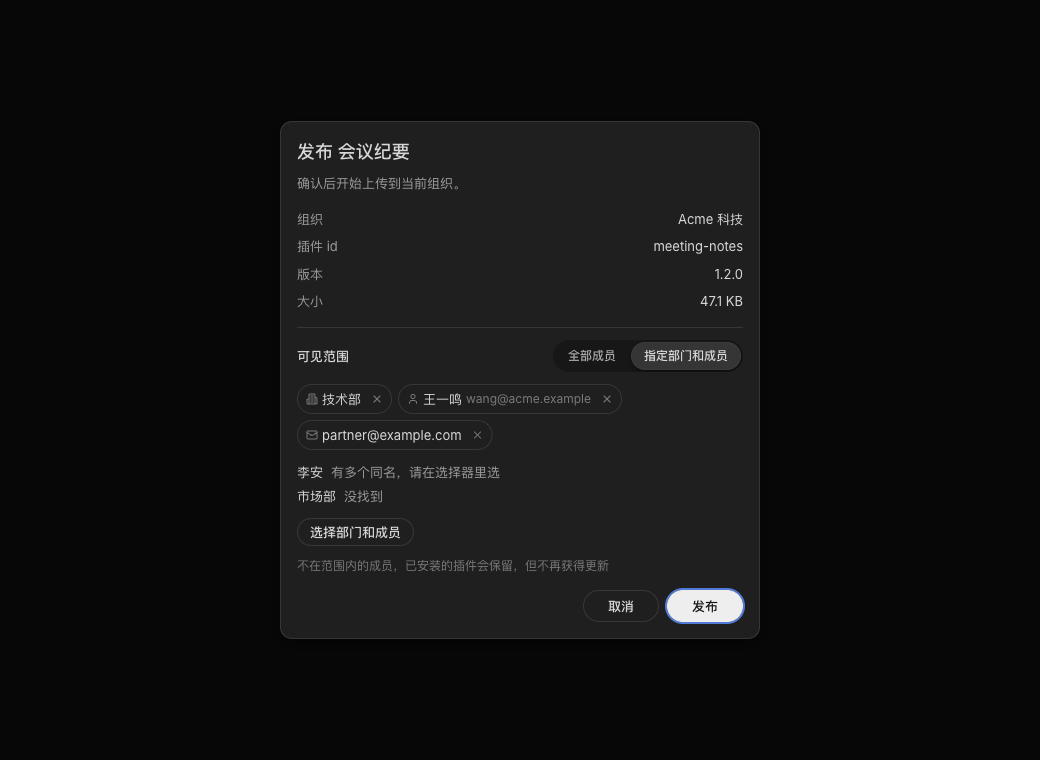 发布 会议纪要
确认后开始上传到当前组织。
组织 Acme 科技
插件 id meeting-notes
版本 1.2.0
大小 47.1 KB
可见范围 全部成员 指定部门和成员
技术部 王一鸣 wang@acme.example
partner@example.com
李安 有多个同名，请在选择器里选
市场部 没找到
选择部门和成员
不在范围内的成员，已安装的插件会保留，但不再获得更新
取消 发布